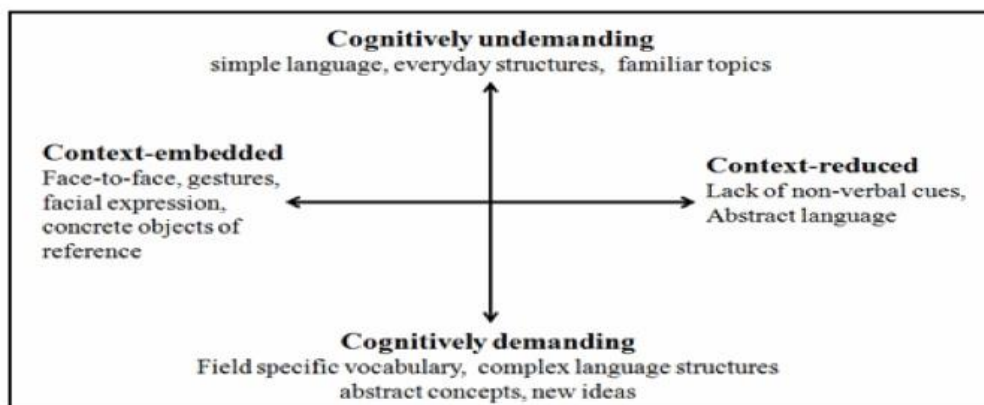 Cognitively undemanding
simple language, everyday structures, familiar topics
Context-embedded
Face-to-face, gestures,
facial expression,
concrete objects of
reference
Context-reduced
Lack of non-verbal cues,
Abstract language
Cognitively demanding
Field specific vocabulary, complex language structures
abstract concepts, new ideas